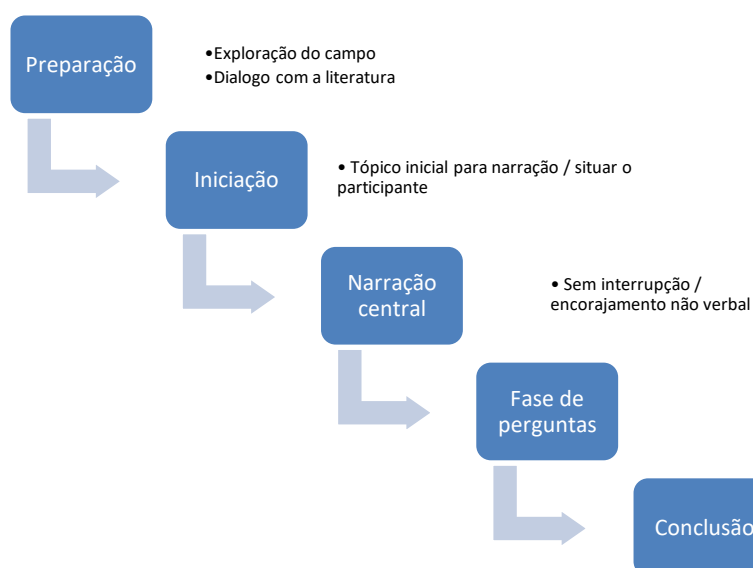 Preparação
•Exploração do campo
•Dialogo com a literatura
Iniciação
• Tópico inicial para narração / situar o
participante
Narração
central
• Sem interrupção /
encorajamento não verbal
Fase de
perguntas
Conclusão